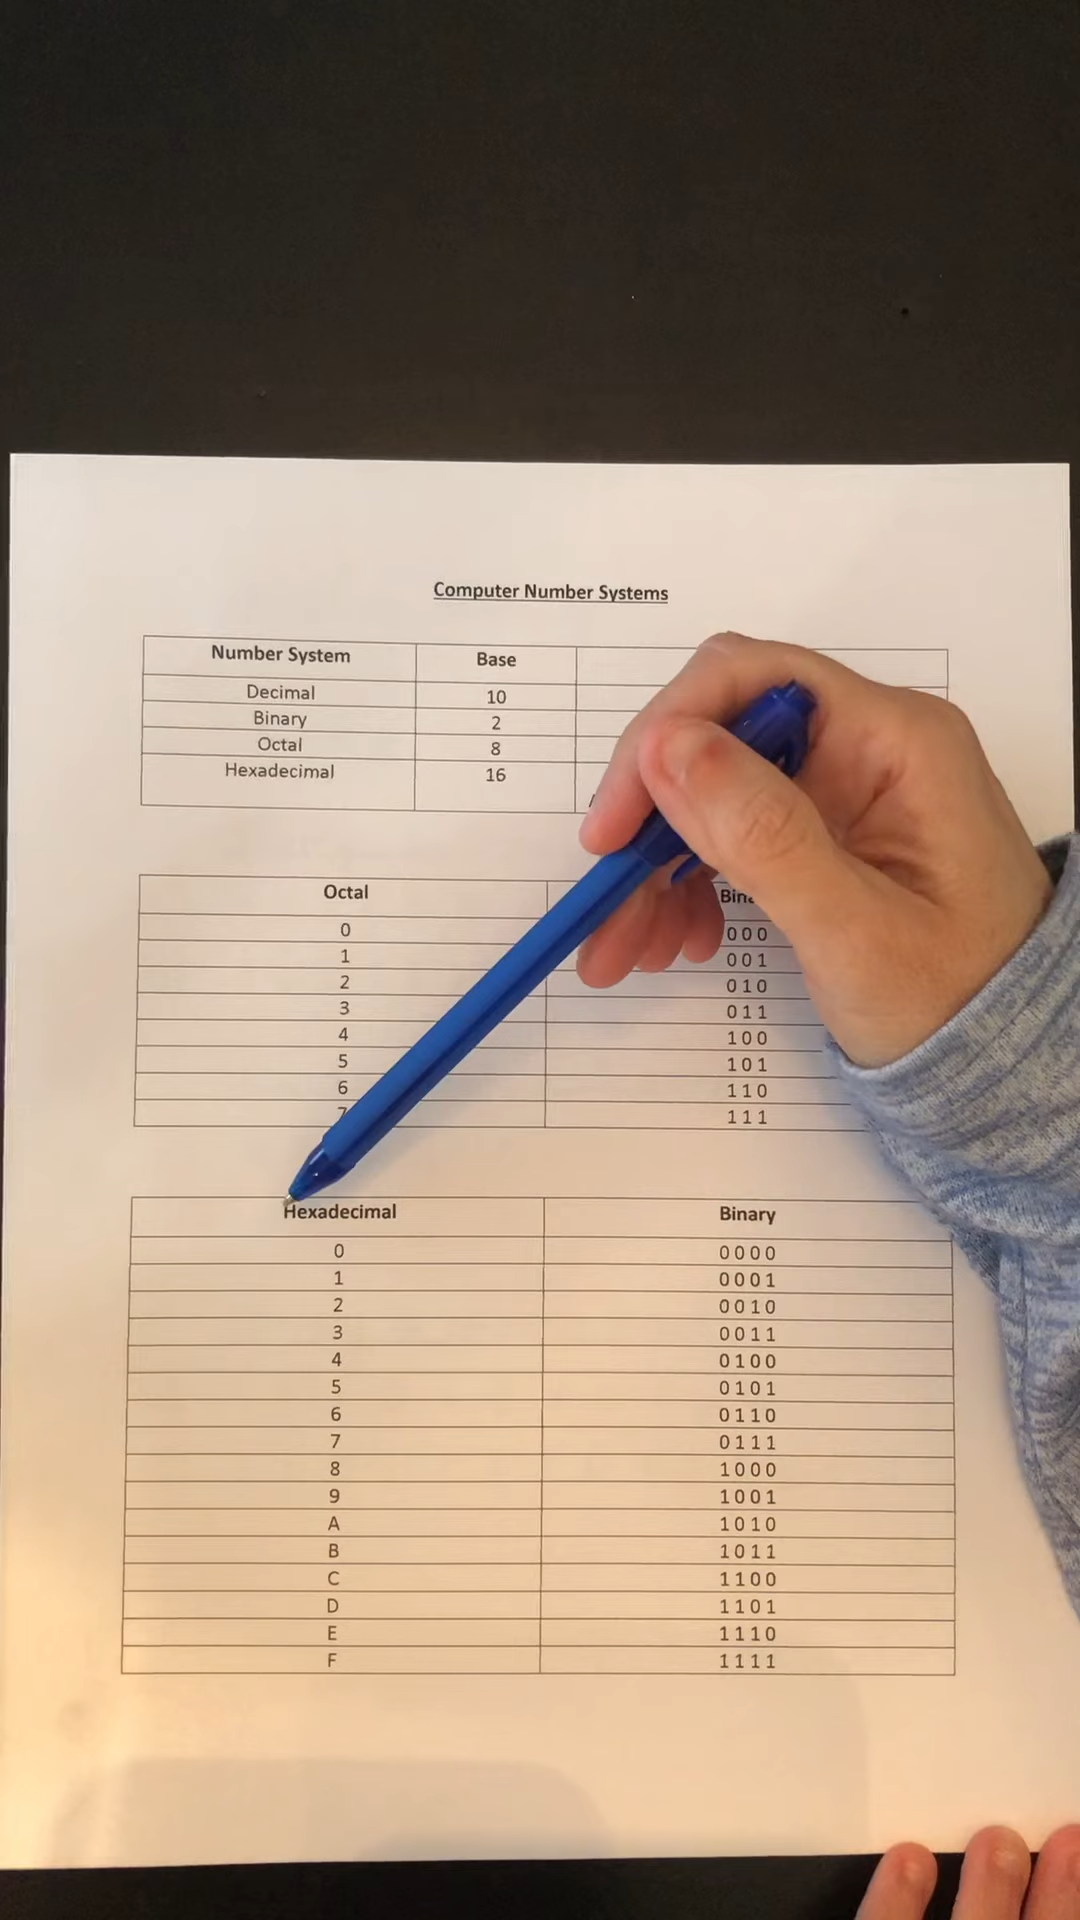 Computer Number Systems
Number System Base
Decimal 10
Binary 2
Octal 8
Hexadecimal 16
Octal
0 000
1 001
2 010
3 011
4 100
5 101
6 110
7 111
Hexadecimal Binary
0 0000
1 0001
2 0010
3 0011
4 0100
5 0101
6 0110
7 0111
8 1000
9 1001
A 1010
B 1011
C 1100
D 1101
E 1110
F 1111